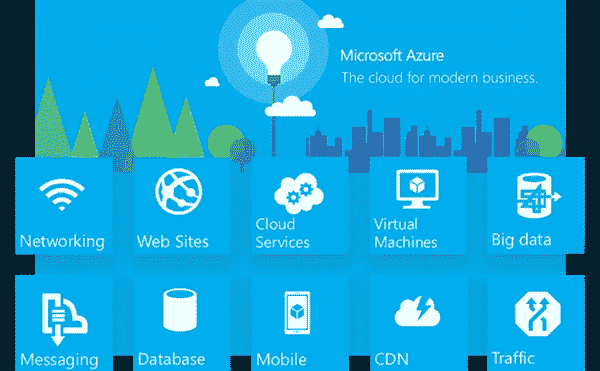 Microsoft Azure
The cloud for modern business.
Networking
Web Sites
Cloud
Services
Virtual
Machines
Big data
Messaging
Database
Mobile
CDN
Traffic